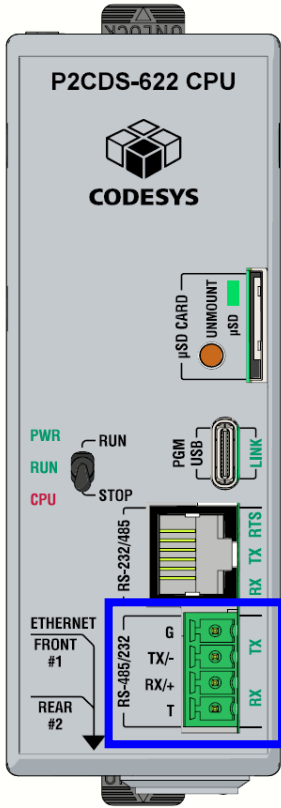 UNLOCK
P2CDS-622 CPU
CODESYS
µSD CARD
UNMOUNT
µSD
PWR
RUN
CPU
RUN
STOP
PGM
USB
LINK
RS-232/485
RX TX RTS
ETHERNET
FRONT
#1
REAR
#2
RS-485/232
G
TX/-
RX/+
T
TX
RX